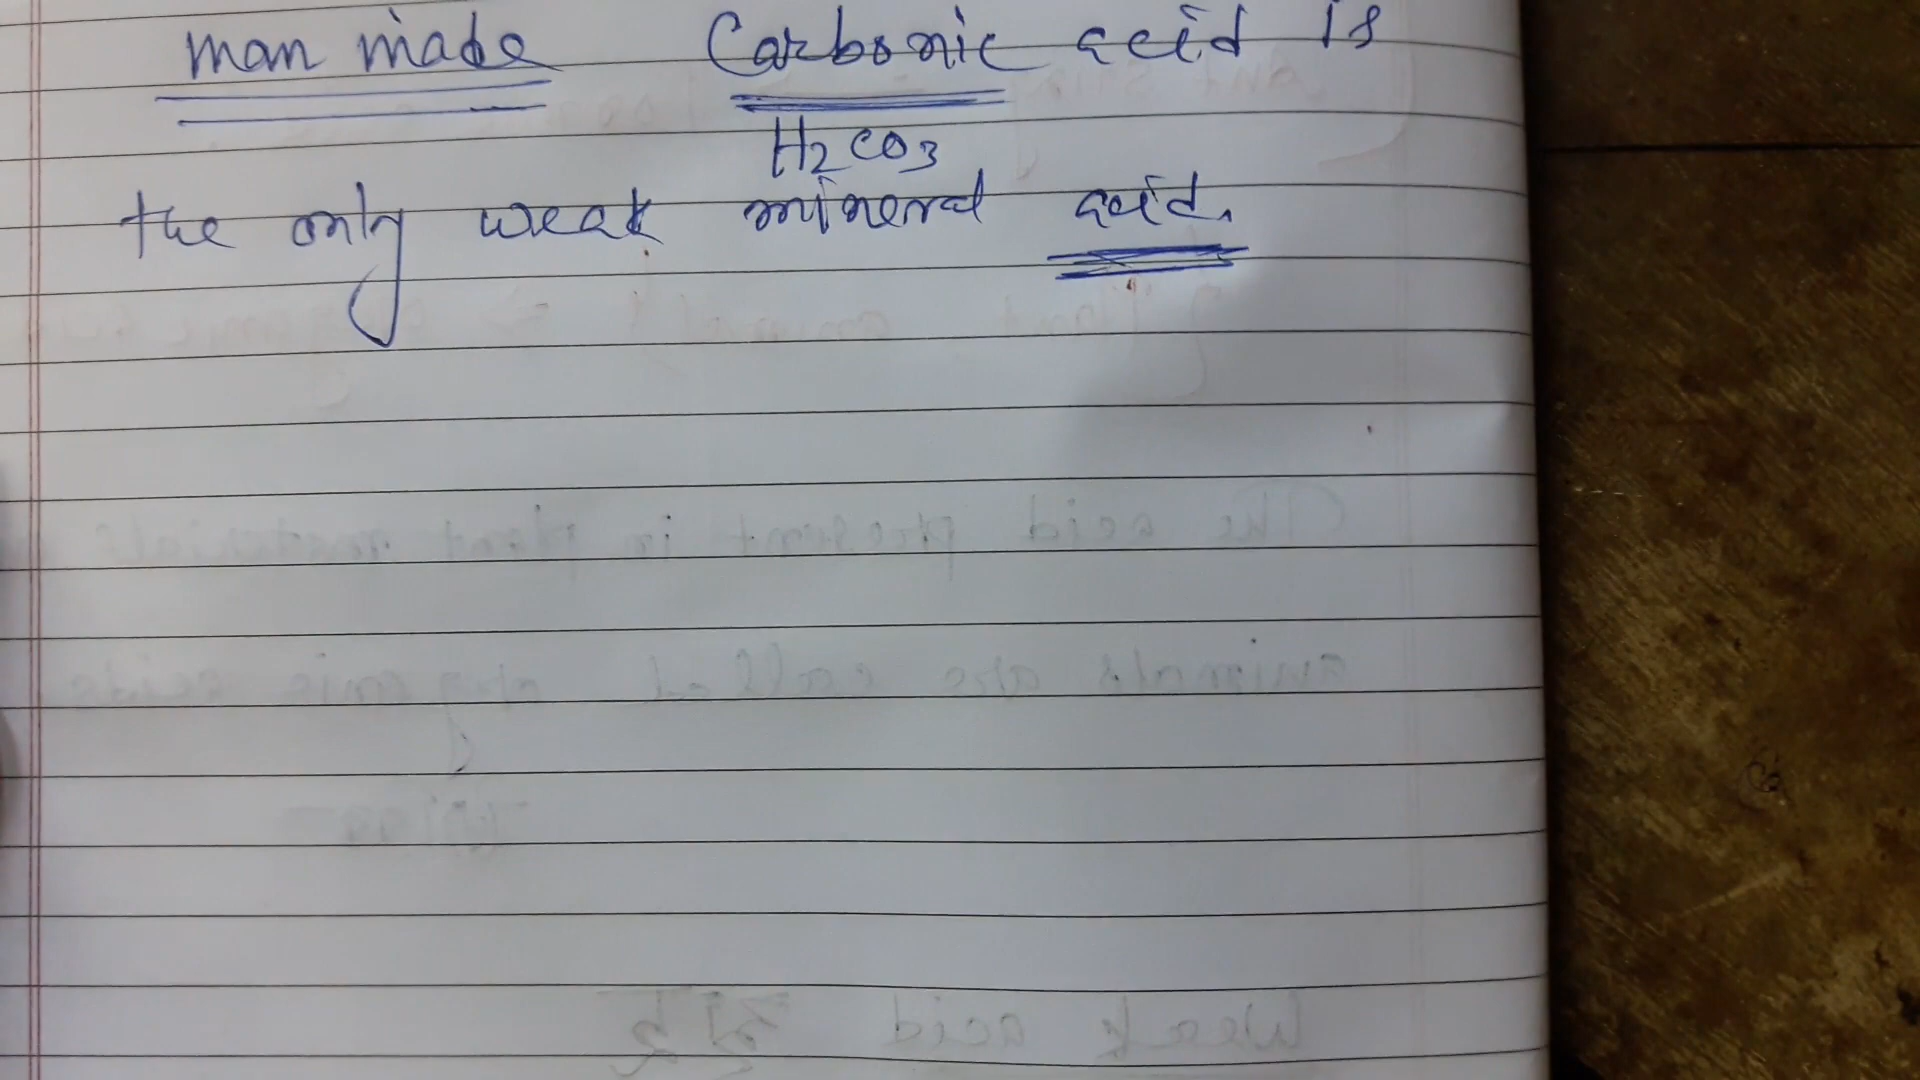 man made Carbonic acid is
H2CO3
the only weak mineral acid.